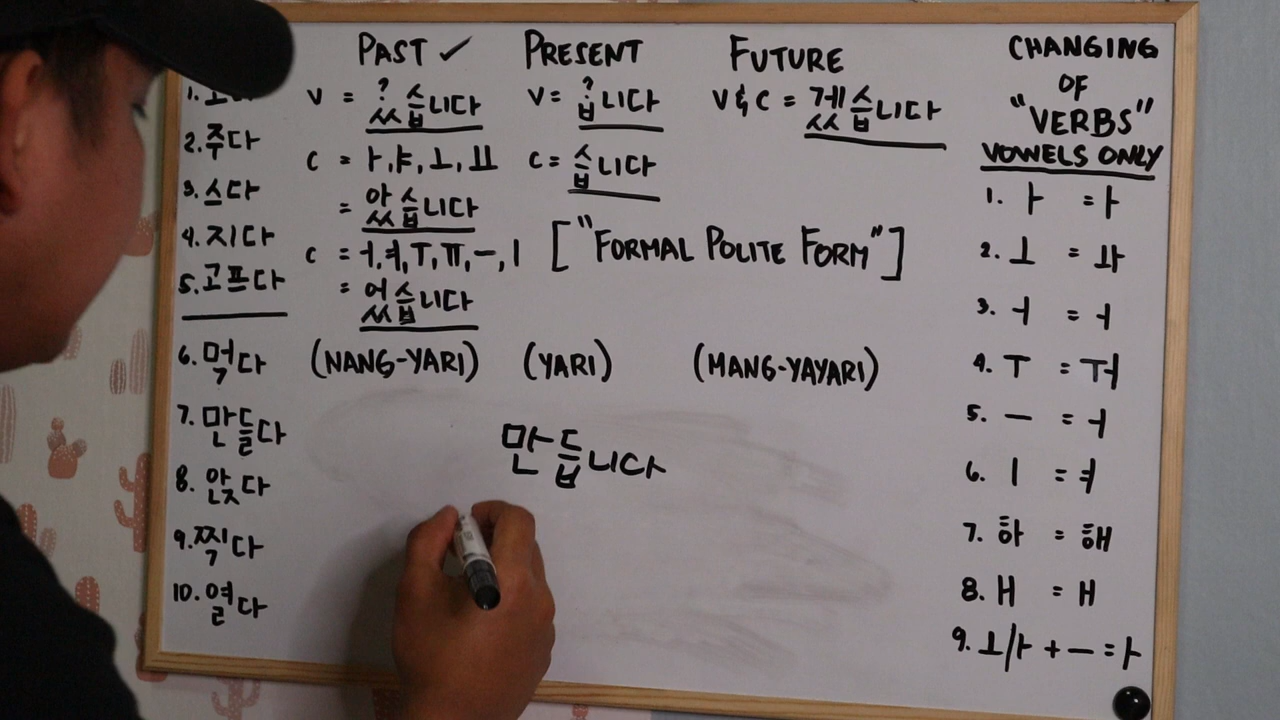 PAST ✓ PRESENT FUTURE
V = ?ㅆ습니다 V = ?ㅂ니다 V&C = 겠습니다
C = ㅏ,ㅑ,ㅗ,ㅛ C = 습니다
= 았습니다
C = ㅓ,ㅕ,ㅜ,ㅠ,ㅡ,ㅣ ["FORMAL POLITE FORM"]
= 었습니다
(NANG-YARI) (YARI) (MANG-YAYARI)
만듭니다
1.
2. 주다
3. 스다
4. 지다
5. 고프다
6. 먹다
7. 만들다
8. 앉다
9. 찍다
10. 열다
CHANGING
OF
"VERBS"
VOWELS ONLY
1. ㅏ = ㅏ
2. ㅗ = ㅘ
3. ㅓ = ㅓ
4. ㅜ = ㅝ
5. ㅡ = ㅓ
6. ㅣ = ㅕ
7. 하 = 해
8. ㅐ = ㅐ
9. ㅗ/ㅏ + ㅡ = ㅏ